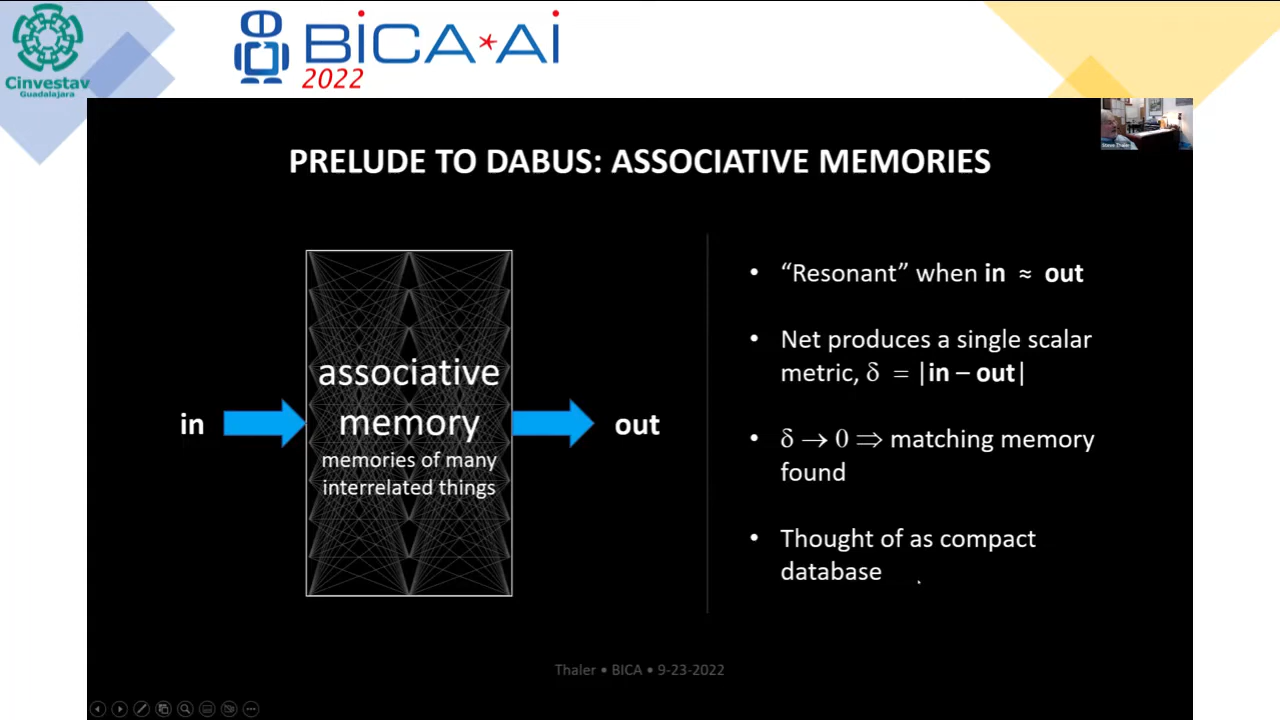 Cinvestav
Guadalajara
BiCA*Ai
2022
Steve Thaler
PRELUDE TO DABUS: ASSOCIATIVE MEMORIES
in
associative
memory
memories of many
interrelated things
out
• “Resonant” when in ≈ out
• Net produces a single scalar
metric, δ = |in – out|
• δ → 0 ⇒ matching memory
found
• Thought of as compact
database
Thaler • BICA • 9-23-2022